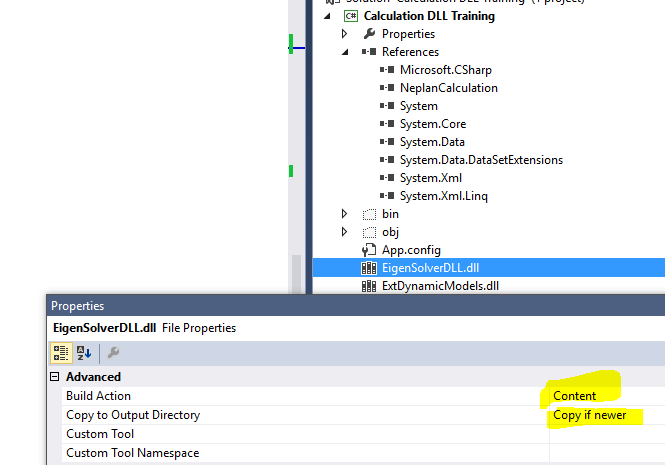 Calculation DLL Training
Properties
References
Microsoft.CSharp
NeplanCalculation
System
System.Core
System.Data
System.Data.DataSetExtensions
System.Xml
System.Xml.Linq
bin
obj
App.config
EigenSolverDLL.dll
ExtDynamicModels.dll
Properties
EigenSolverDLL.dll File Properties
Advanced
Build Action Content
Copy to Output Directory Copy if newer
Custom Tool
Custom Tool Namespace